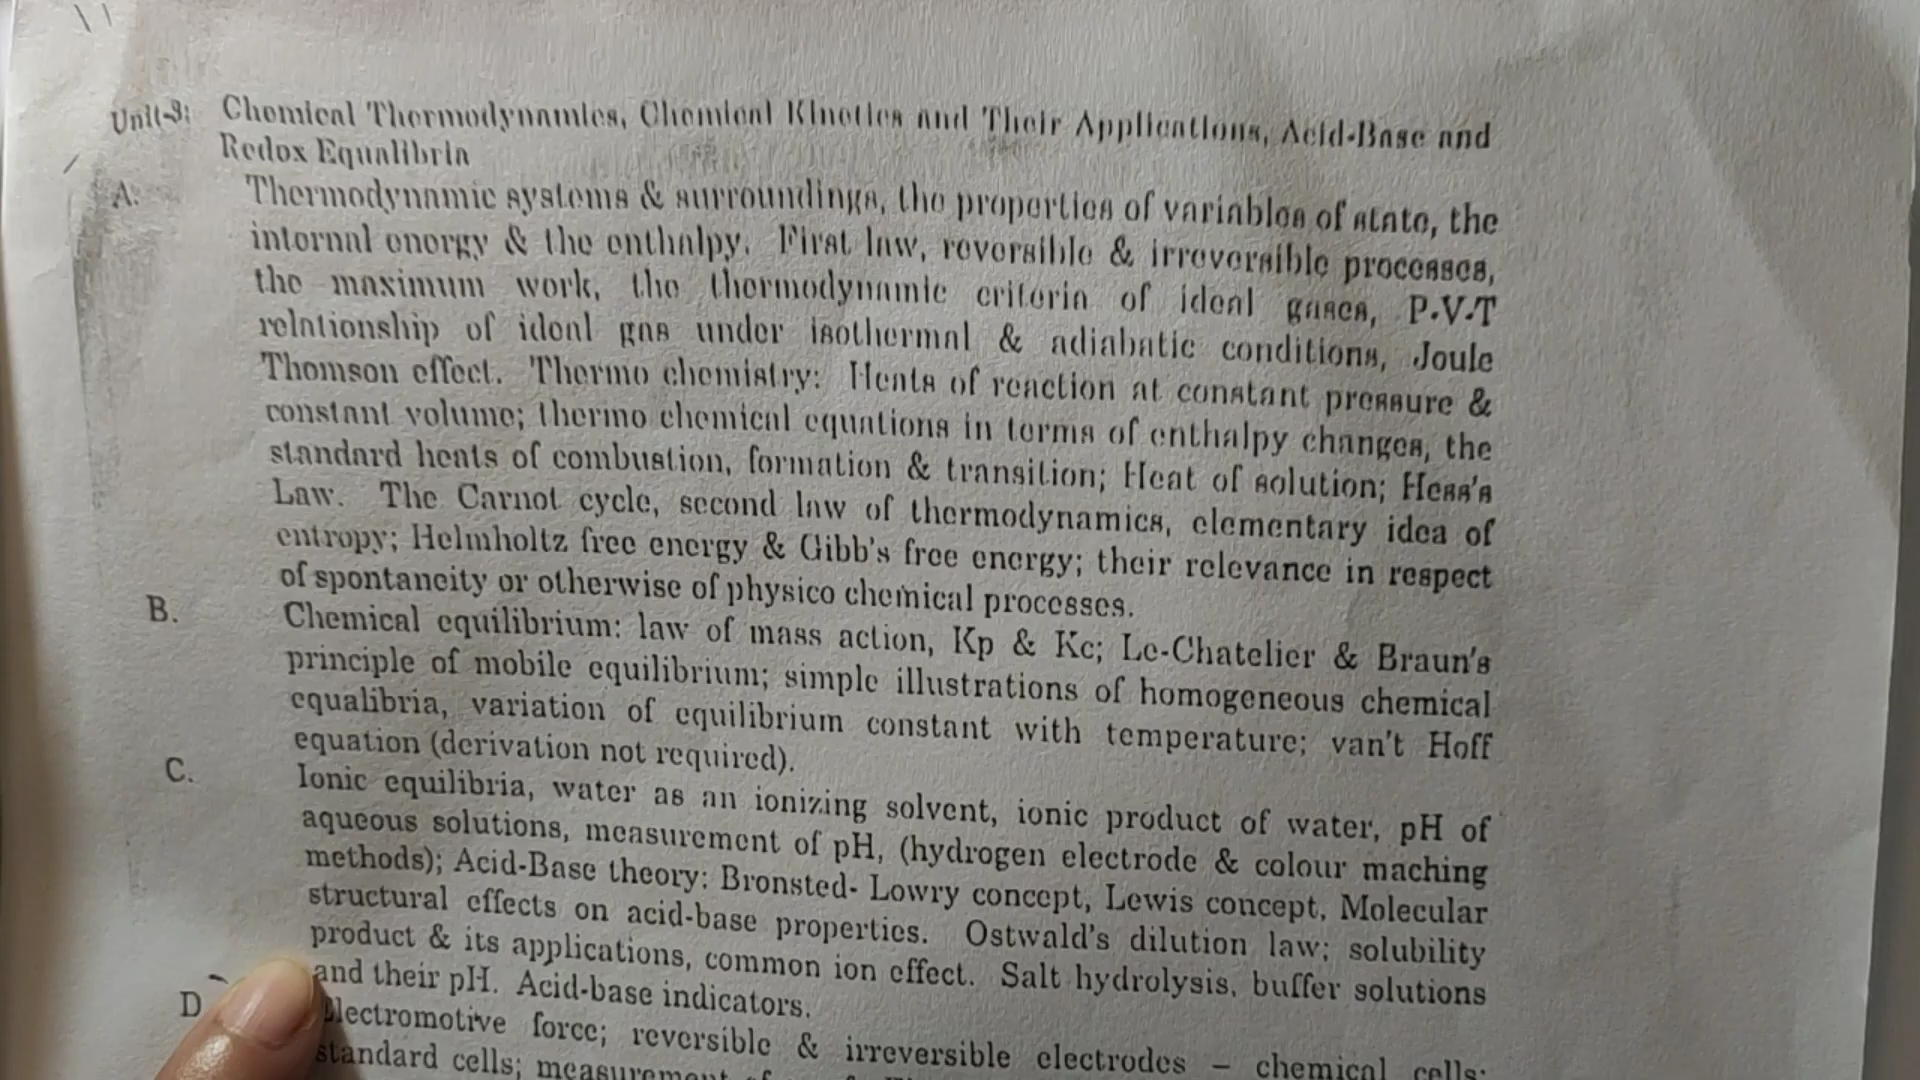 Unit-3: Chemical Thermodynamics, Chemical Kinetics and Their Applications, Acid-Base and
Redox Equalibria
A: Thermodynamic systems & surroundings, the properties of variables of state, the
internal energy & the enthalpy. First law, reversible & irreversible processes,
the maximum work, the thermodynamic criteria of ideal gases, P-V-T
relationship of ideal gas under isothermal & adiabatic conditions, Joule
Thomson effect. Thermo chemistry: Heats of reaction at constant pressure &
constant volume; thermo chemical equations in terms of enthalpy changes, the
standard heats of combustion, formation & transition; Heat of solution; Hess's
Law. The Carnot cycle, second law of thermodynamics, elementary idea of
entropy; Helmholtz free energy & Gibb's free energy; their relevance in respect
of spontaneity or otherwise of physico chemical processes.
B. Chemical equilibrium: law of mass action, Kp & Kc; Le-Chatelier & Braun's
principle of mobile equilibrium; simple illustrations of homogeneous chemical
equalibria, variation of equilibrium constant with temperature; van't Hoff
equation (derivation not required).
C. Ionic equilibria, water as an ionizing solvent, ionic product of water, pH of
aqueous solutions, measurement of pH, (hydrogen electrode & colour maching
methods); Acid-Base theory: Bronsted- Lowry concept, Lewis concept, Molecular
structural effects on acid-base properties. Ostwald's dilution law; solubility
product & its applications, common ion effect. Salt hydrolysis, buffer solutions
and their pH. Acid-base indicators.
D Electromotive force; reversible & irreversible electrodes – chemical cells;
standard cells; measurement of